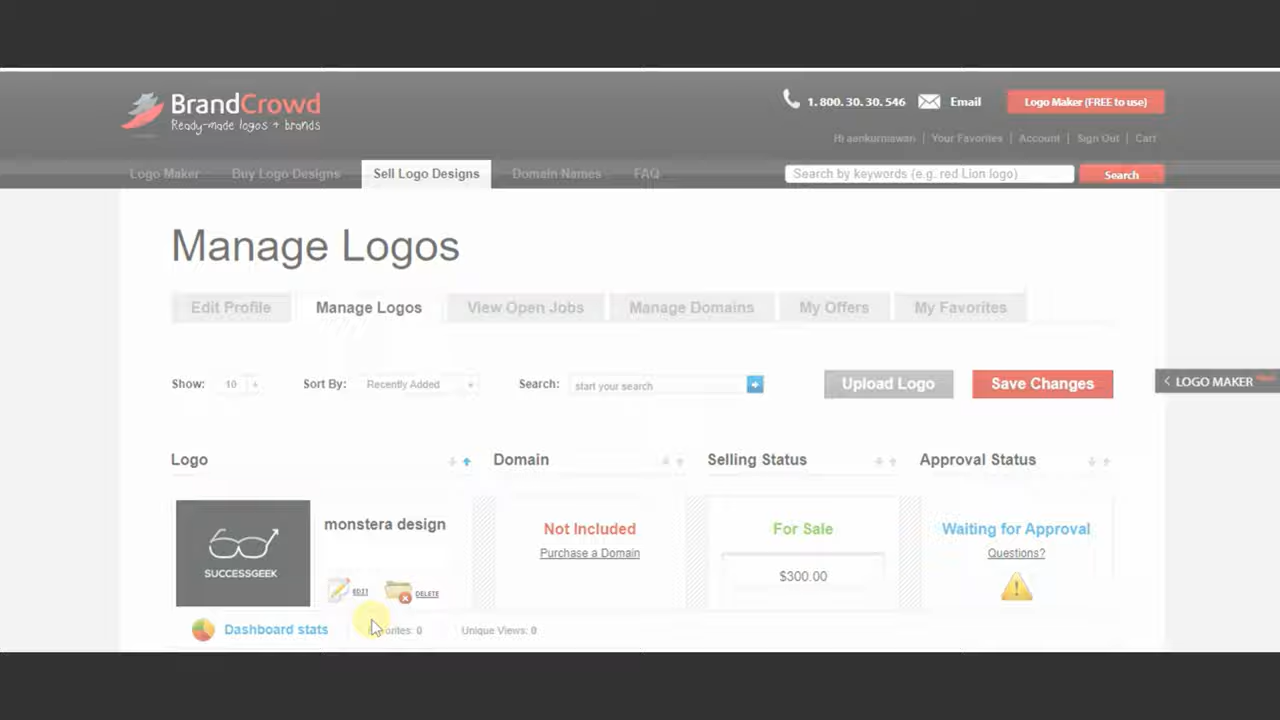 BrandCrowd
Ready-made logos + brands
1. 800. 30. 30. 546 Email Logo Maker (FREE to use)
Hi aenkurniawan | Your Favorites | Account | Sign Out | Cart
Logo Maker Buy Logo Designs Sell Logo Designs Domain Names FAQ Search by keywords (e.g. red Lion logo) Search
Manage Logos
Edit Profile Manage Logos View Open Jobs Manage Domains My Offers My Favorites
Show: 10 Sort By: Recently Added Search: start your search Upload Logo Save Changes
< LOGO MAKER
Logo Domain Selling Status Approval Status
SUCCESSGEEK
monstera design
EDIT DELETE
Not Included
Purchase a Domain
For Sale
$300.00
Waiting for Approval
Questions?
Dashboard stats Favorites: 0 Unique Views: 0